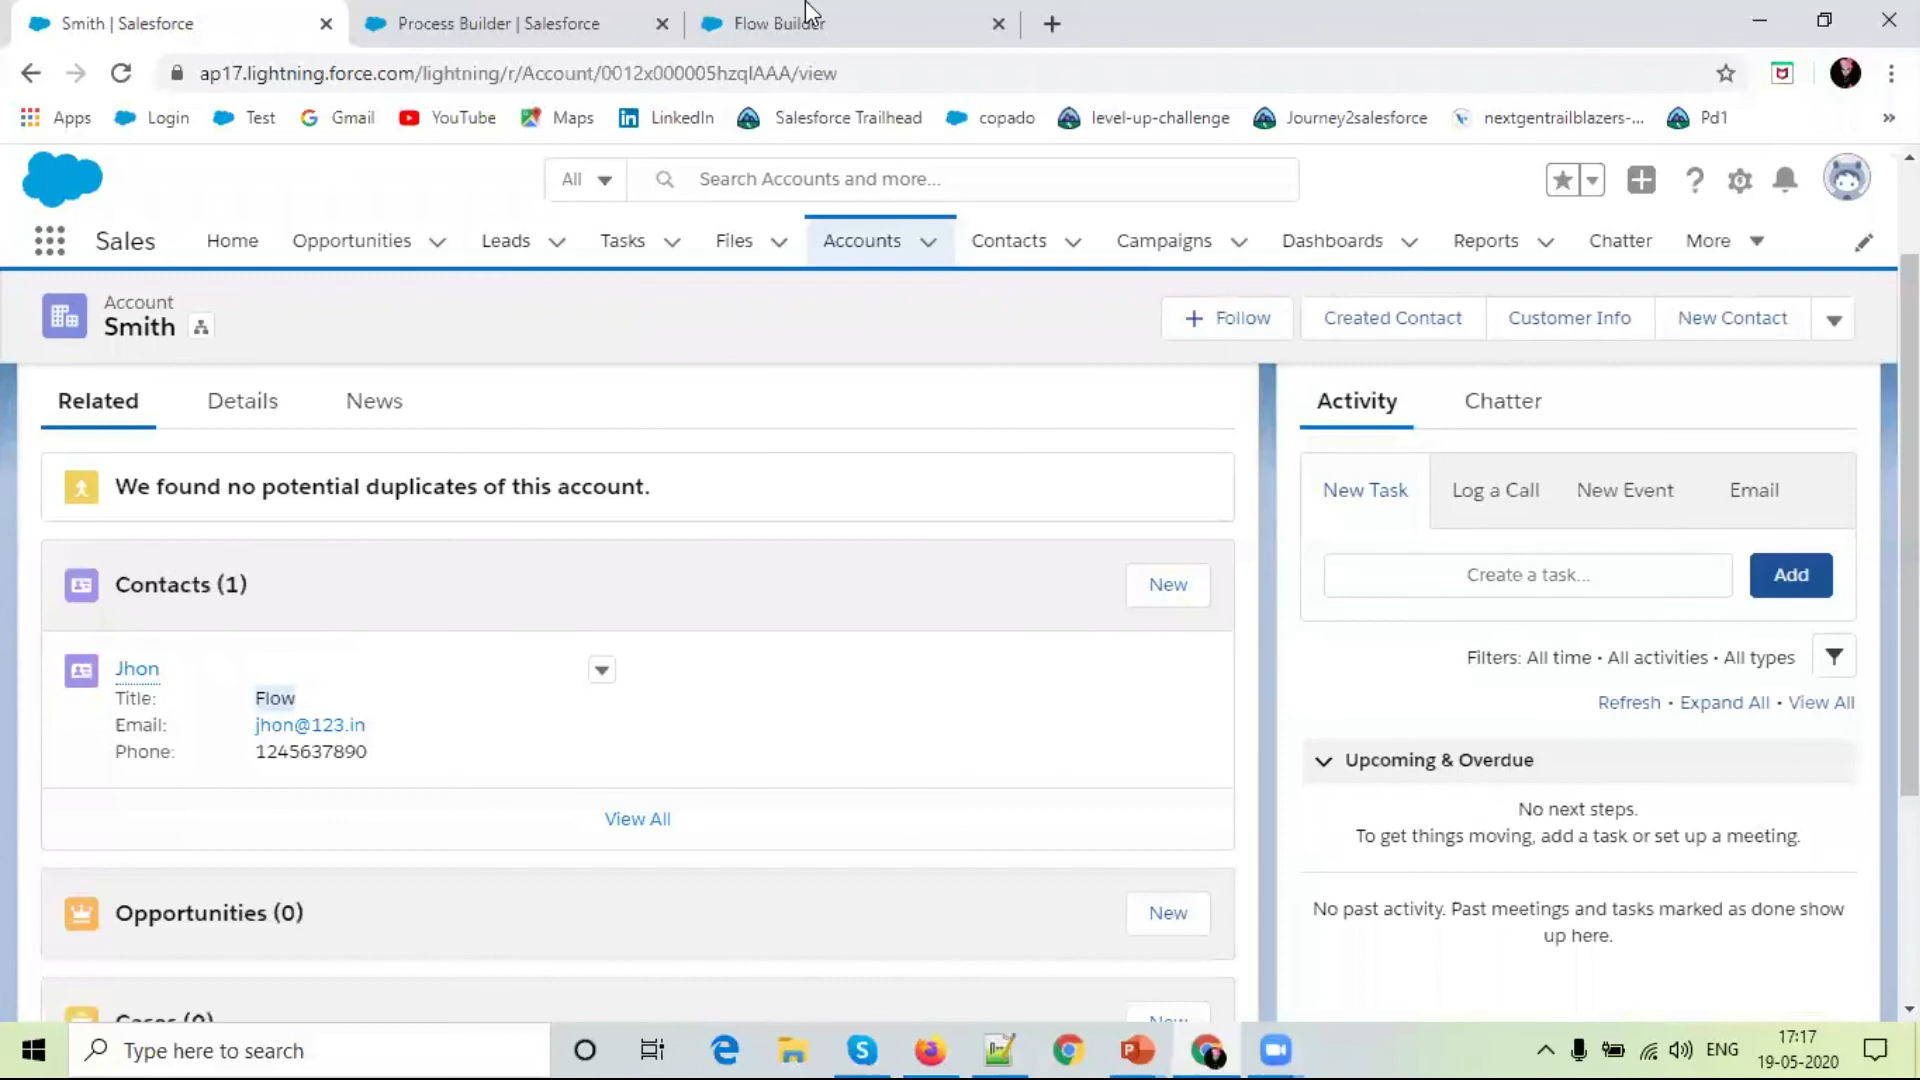 Smith | Salesforce
Process Builder | Salesforce
Flow Builder
ap17.lightning.force.com/lightning/r/Account/0012x000005hzqlAAA/view
Apps Login Test Gmail YouTube Maps LinkedIn Salesforce Trailhead copado level-up-challenge Journey2salesforce nextgentrailblazers-... Pd1 »
All Search Accounts and more...
Sales Home Opportunities Leads Tasks Files Accounts Contacts Campaigns Dashboards Reports Chatter More
Account
Smith
+ Follow Created Contact Customer Info New Contact
Related Details News
We found no potential duplicates of this account.
Contacts (1) New
Jhon
Title: Flow
Email: jhon@123.in
Phone: 1245637890
View All
Opportunities (0) New
Cases (0) New
Activity Chatter
New Task Log a Call New Event Email
Create a task... Add
Filters: All time • All activities • All types
Refresh • Expand All • View All
Upcoming & Overdue
No next steps.
To get things moving, add a task or set up a meeting.
No past activity. Past meetings and tasks marked as done show
up here.
Type here to search
ENG
17:17
19-05-2020